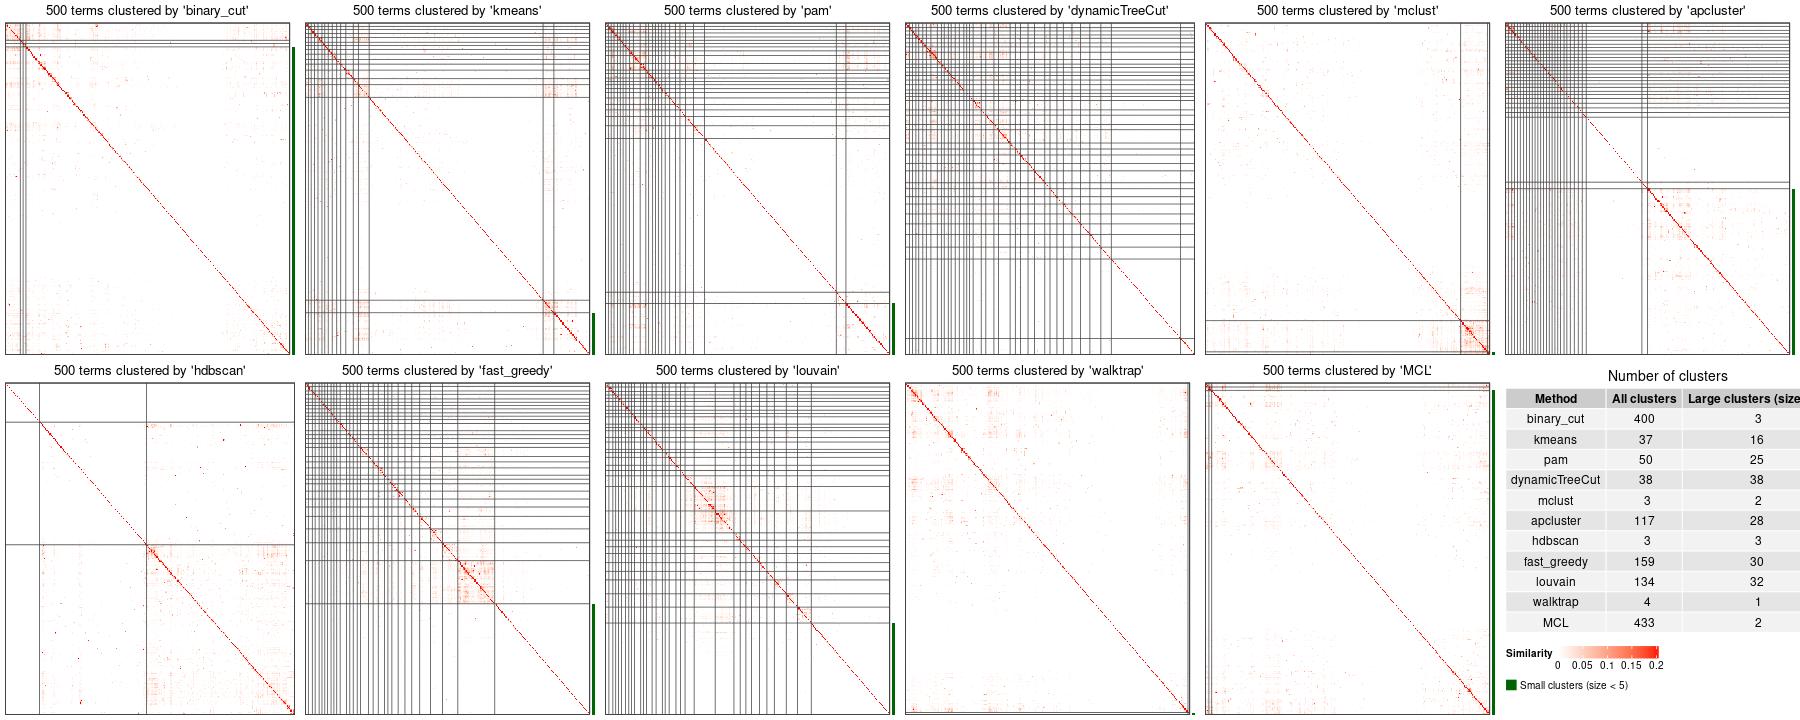 500 terms clustered by 'binary_cut'
500 terms clustered by 'kmeans'
500 terms clustered by 'pam'
500 terms clustered by 'dynamicTreeCut'
500 terms clustered by 'mclust'
500 terms clustered by 'apcluster'
500 terms clustered by 'hdbscan'
500 terms clustered by 'fast_greedy'
500 terms clustered by 'louvain'
500 terms clustered by 'walktrap'
500 terms clustered by 'MCL'
Number of clusters
Method All clusters Large clusters (size
binary_cut 400 3
kmeans 37 16
pam 50 25
dynamicTreeCut 38 38
mclust 3 2
apcluster 117 28
hdbscan 3 3
fast_greedy 159 30
louvain 134 32
walktrap 4 1
MCL 433 2
Similarity
0 0.05 0.1 0.15 0.2
Small clusters (size < 5)